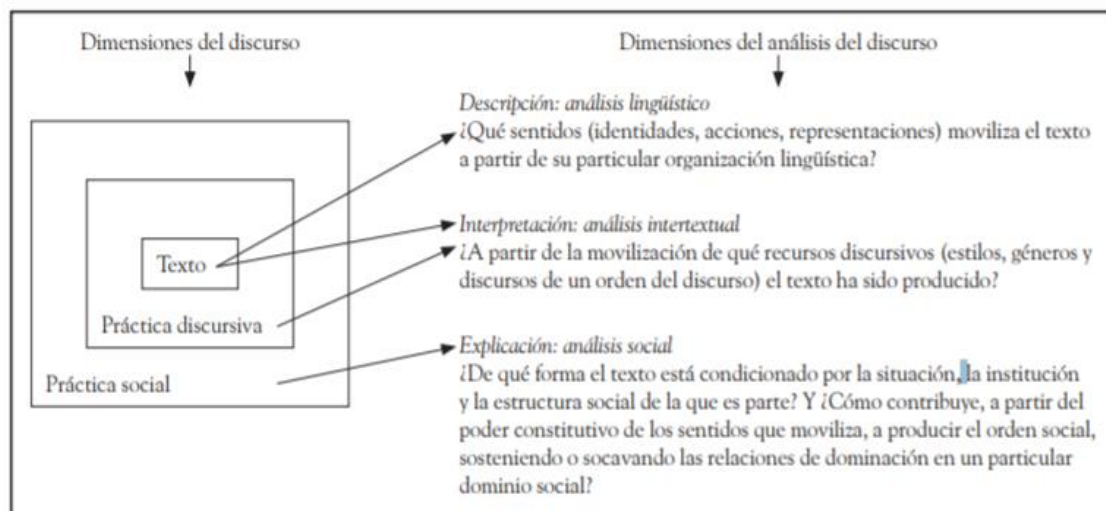 Dimensiones del discurso
Dimensiones del análisis del discurso
Descripción: análisis lingüístico
¿Qué sentidos (identidades, acciones, representaciones) moviliza el texto
a partir de su particular organización lingüística?
Interpretación: análisis intertextual
¿A partir de la movilización de qué recursos discursivos (estilos, géneros y
discursos de un orden del discurso) el texto ha sido producido?
Texto
Práctica discursiva
Práctica social
Explicación: análisis social
¿De qué forma el texto está condicionado por la situación, la institución
y la estructura social de la que es parte? Y ¿Cómo contribuye, a partir del
poder constitutivo de los sentidos que moviliza, a producir el orden social,
sosteniendo o socavando las relaciones de dominación en un particular
dominio social?